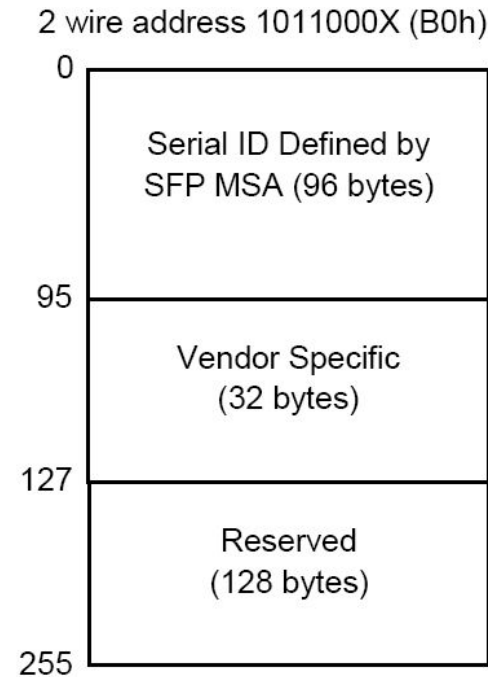 2 wire address 1011000X (B0h)
0
Serial ID Defined by
SFP MSA (96 bytes)
95
Vendor Specific
(32 bytes)
127
Reserved
(128 bytes)
255